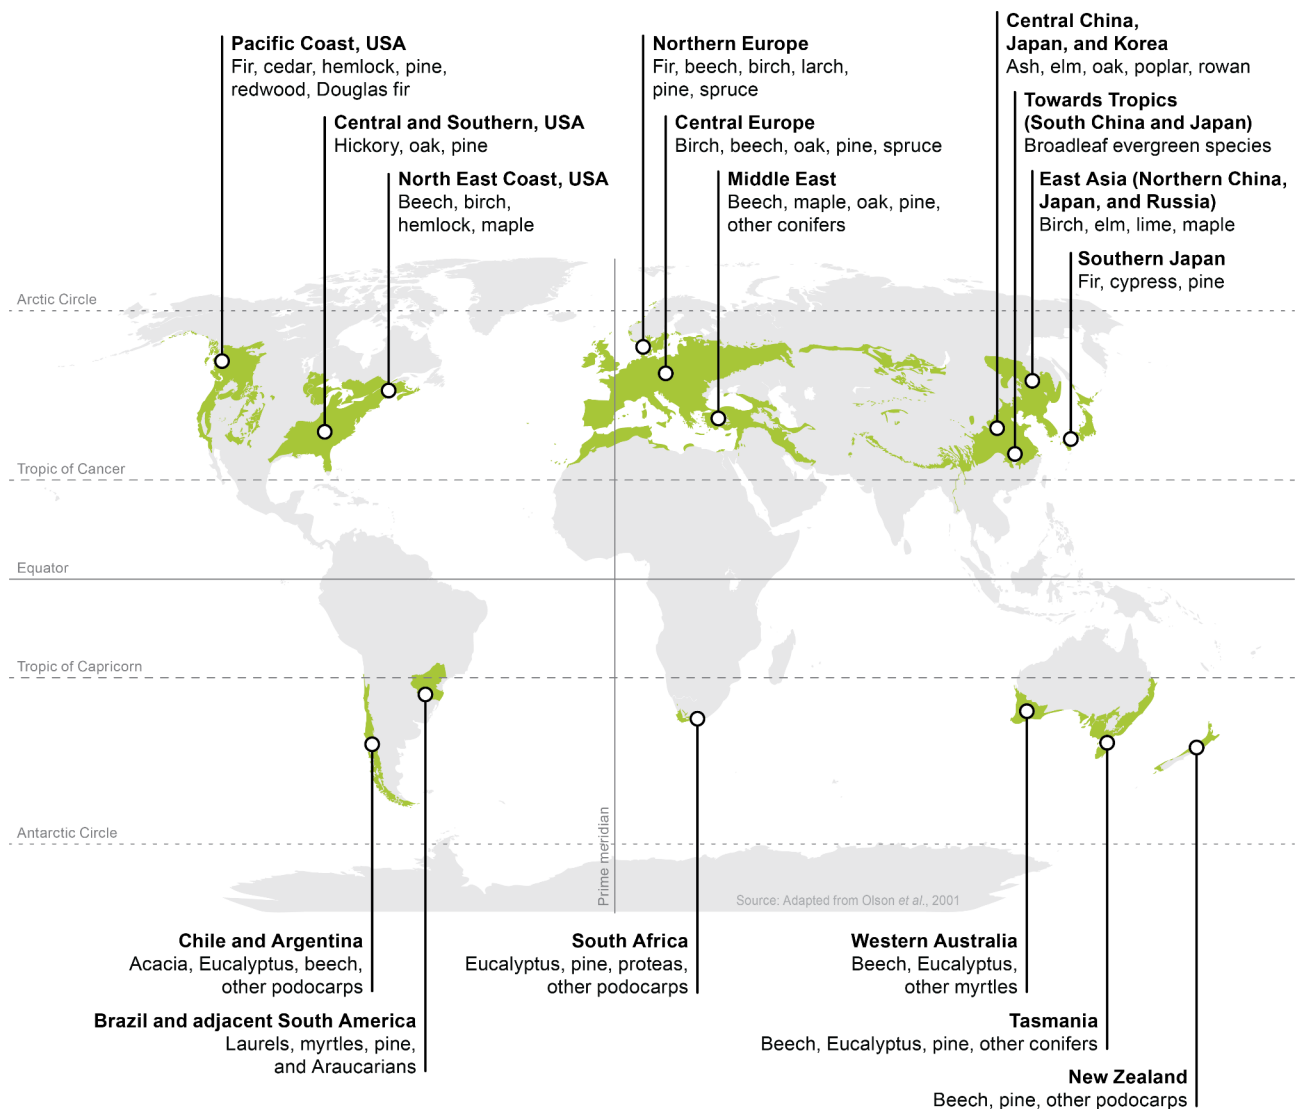 Pacific Coast, USA
Fir, cedar, hemlock, pine,
redwood, Douglas fir
Central and Southern, USA
Hickory, oak, pine
North East Coast, USA
Beech, birch,
hemlock, maple
Northern Europe
Fir, beech, birch, larch,
pine, spruce
Central Europe
Birch, beech, oak, pine, spruce
Middle East
Beech, maple, oak, pine,
other conifers
Central China,
Japan, and Korea
Ash, elm, oak, poplar, rowan
Towards Tropics
(South China and Japan)
Broadleaf evergreen species
East Asia (Northern China,
Japan, and Russia)
Birch, elm, lime, maple
Southern Japan
Fir, cypress, pine
Arctic Circle
Tropic of Cancer
Equator
Tropic of Capricorn
Antarctic Circle
Prime meridian
Source: Adapted from Olson et al., 2001
Chile and Argentina
Acacia, Eucalyptus, beech,
other podocarps
Brazil and adjacent South America
Laurels, myrtles, pine,
and Araucarians
South Africa
Eucalyptus, pine, proteas,
other podocarps
Western Australia
Beech, Eucalyptus,
other myrtles
Tasmania
Beech, Eucalyptus, pine, other conifers
New Zealand
Beech, pine, other podocarps